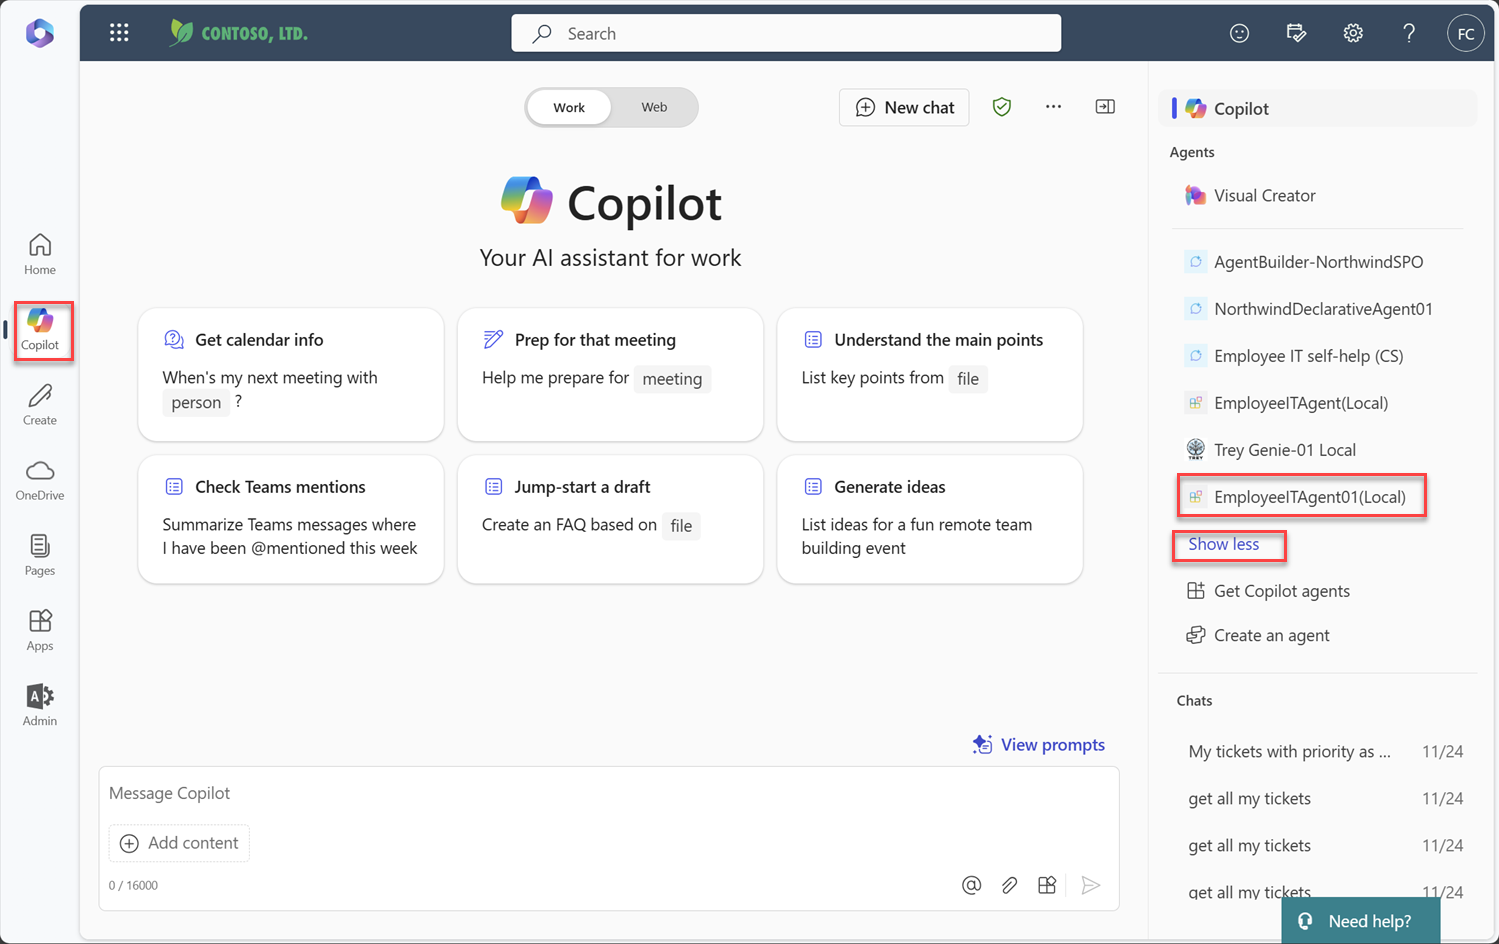 CONTOSO, LTD.
Search
FC
Home
Copilot
Create
OneDrive
Pages
Apps
Admin
Work
Web
New chat
Copilot
Your AI assistant for work
Get calendar info
When's my next meeting with
person ?
Prep for that meeting
Help me prepare for meeting
Understand the main points
List key points from file
Check Teams mentions
Summarize Teams messages where
I have been @mentioned this week
Jump-start a draft
Create an FAQ based on file
Generate ideas
List ideas for a fun remote team
building event
View prompts
Message Copilot
Add content
0 / 16000
Copilot
Agents
Visual Creator
AgentBuilder-NorthwindSPO
NorthwindDeclarativeAgent01
Employee IT self-help (CS)
EmployeeITAgent(Local)
Trey Genie-01 Local
EmployeeITAgent01(Local)
Show less
Get Copilot agents
Create an agent
Chats
My tickets with priority as ... 11/24
get all my tickets 11/24
get all my tickets 11/24
get all my tickets 11/24
Need help?